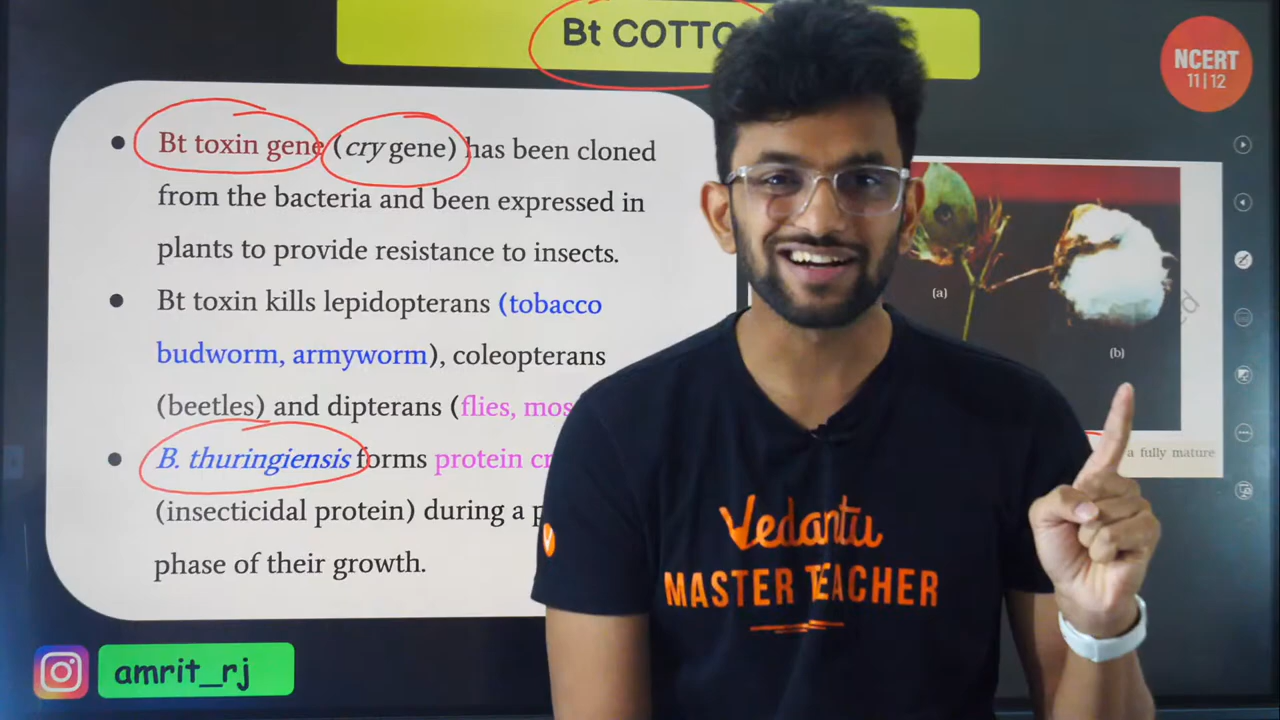 Bt COTTO
NCERT
11|12
Bt toxin gene (cry gene) has been cloned
from the bacteria and been expressed in
plants to provide resistance to insects.
Bt toxin kills lepidopterans (tobacco
budworm, armyworm), coleopterans
(beetles) and dipterans (flies, mos
B. thuringiensis forms protein cr
(insecticidal protein) during a p
phase of their growth.
(a)
(b)
a fully mature
Vedantu
MASTER TEACHER
amrit_rj